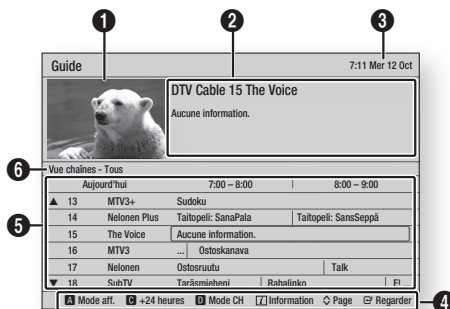 1
2
3
Guide
7:11 Mer 12 Oct
DTV Cable 15 The Voice
Aucune information.
6
Vue chaînes - Tous
Aujourd'hui 7:00 – 8:00 | 8:00 – 9:00
5
▲ 13 MTV3+ Sudoku
14 Nelonen Plus Taitopeli: SanaPala Taitopeli: SansSeppä
15 The Voice Aucune information.
16 MTV3 ... Ostoskanava
17 Nelonen Ostosruutu Talk
▼ 18 SubTV Taräsmieheni Rahalinko F! ...
A Mode aff. C +24 heures D Mode CH i Information Page Regarder
4